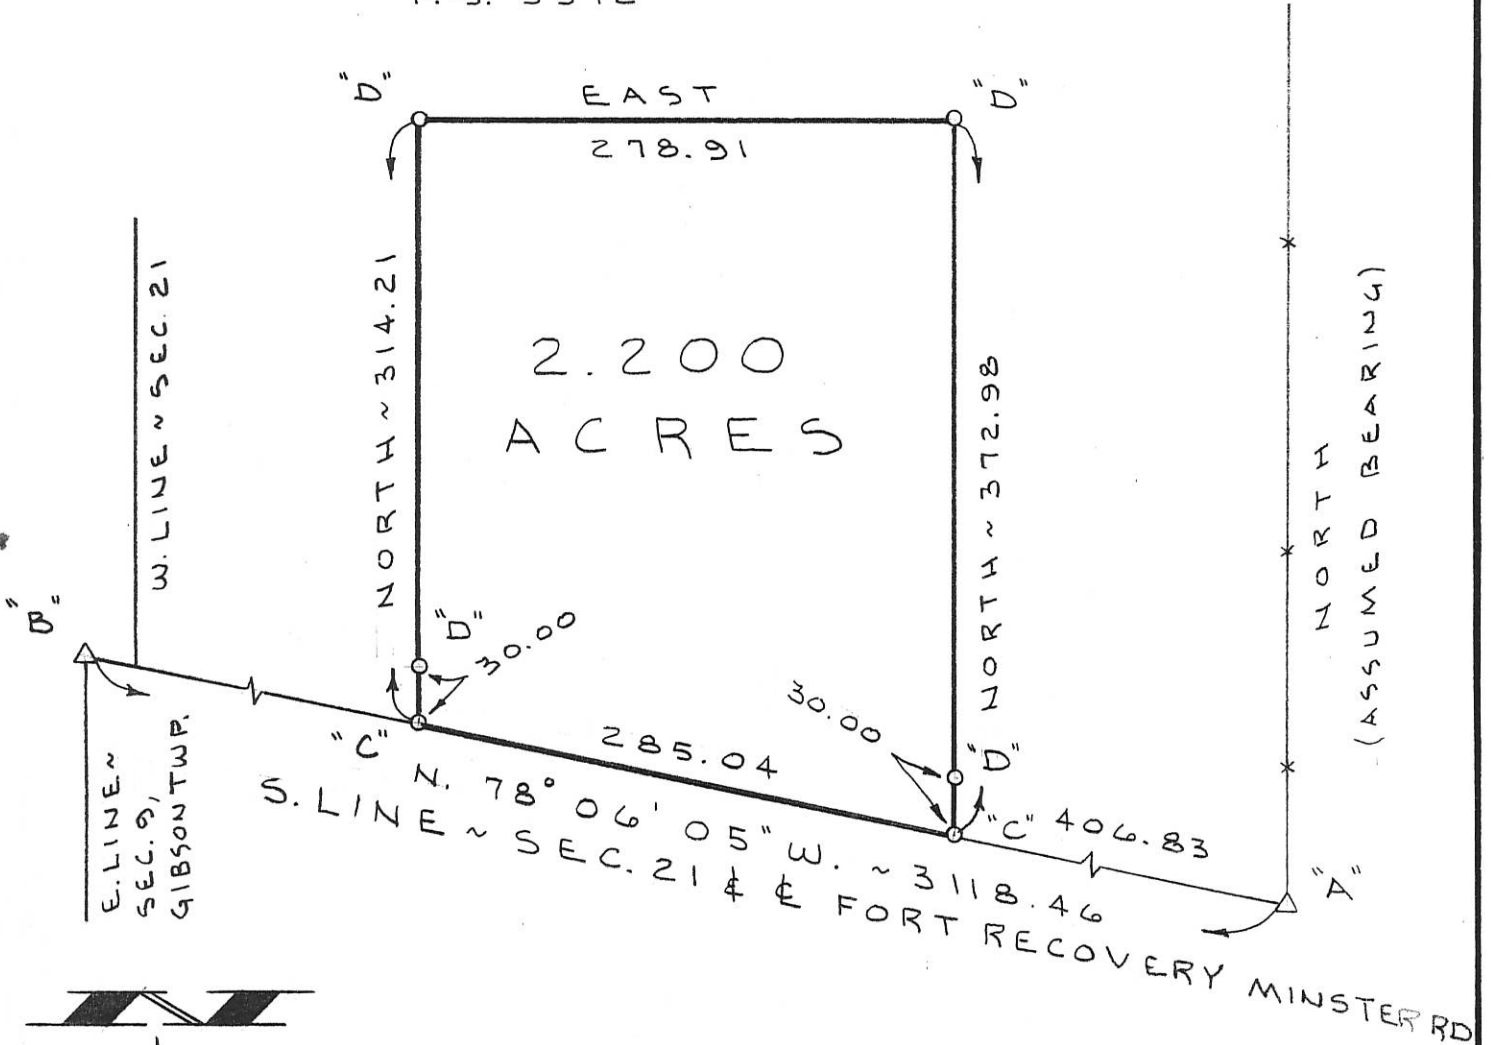 "D"
EAST
"D"
278.91
W. LINE ~ SEC. 21
NORTH ~ 314.21
2.200
ACRES
NORTH ~ 372.98
NORTH
(ASSUMED BEARING)
"B"
"D"
30.00
30.00
"D"
"C"
285.04
"C"
406.83
"A"
N. 78° 06' 05" W. ~ 3118.46
S. LINE ~ SEC. 21 & ℄ FORT RECOVERY MINSTER RD
E. LINE ~
SEC. 9,
GIBSON TWP.
N